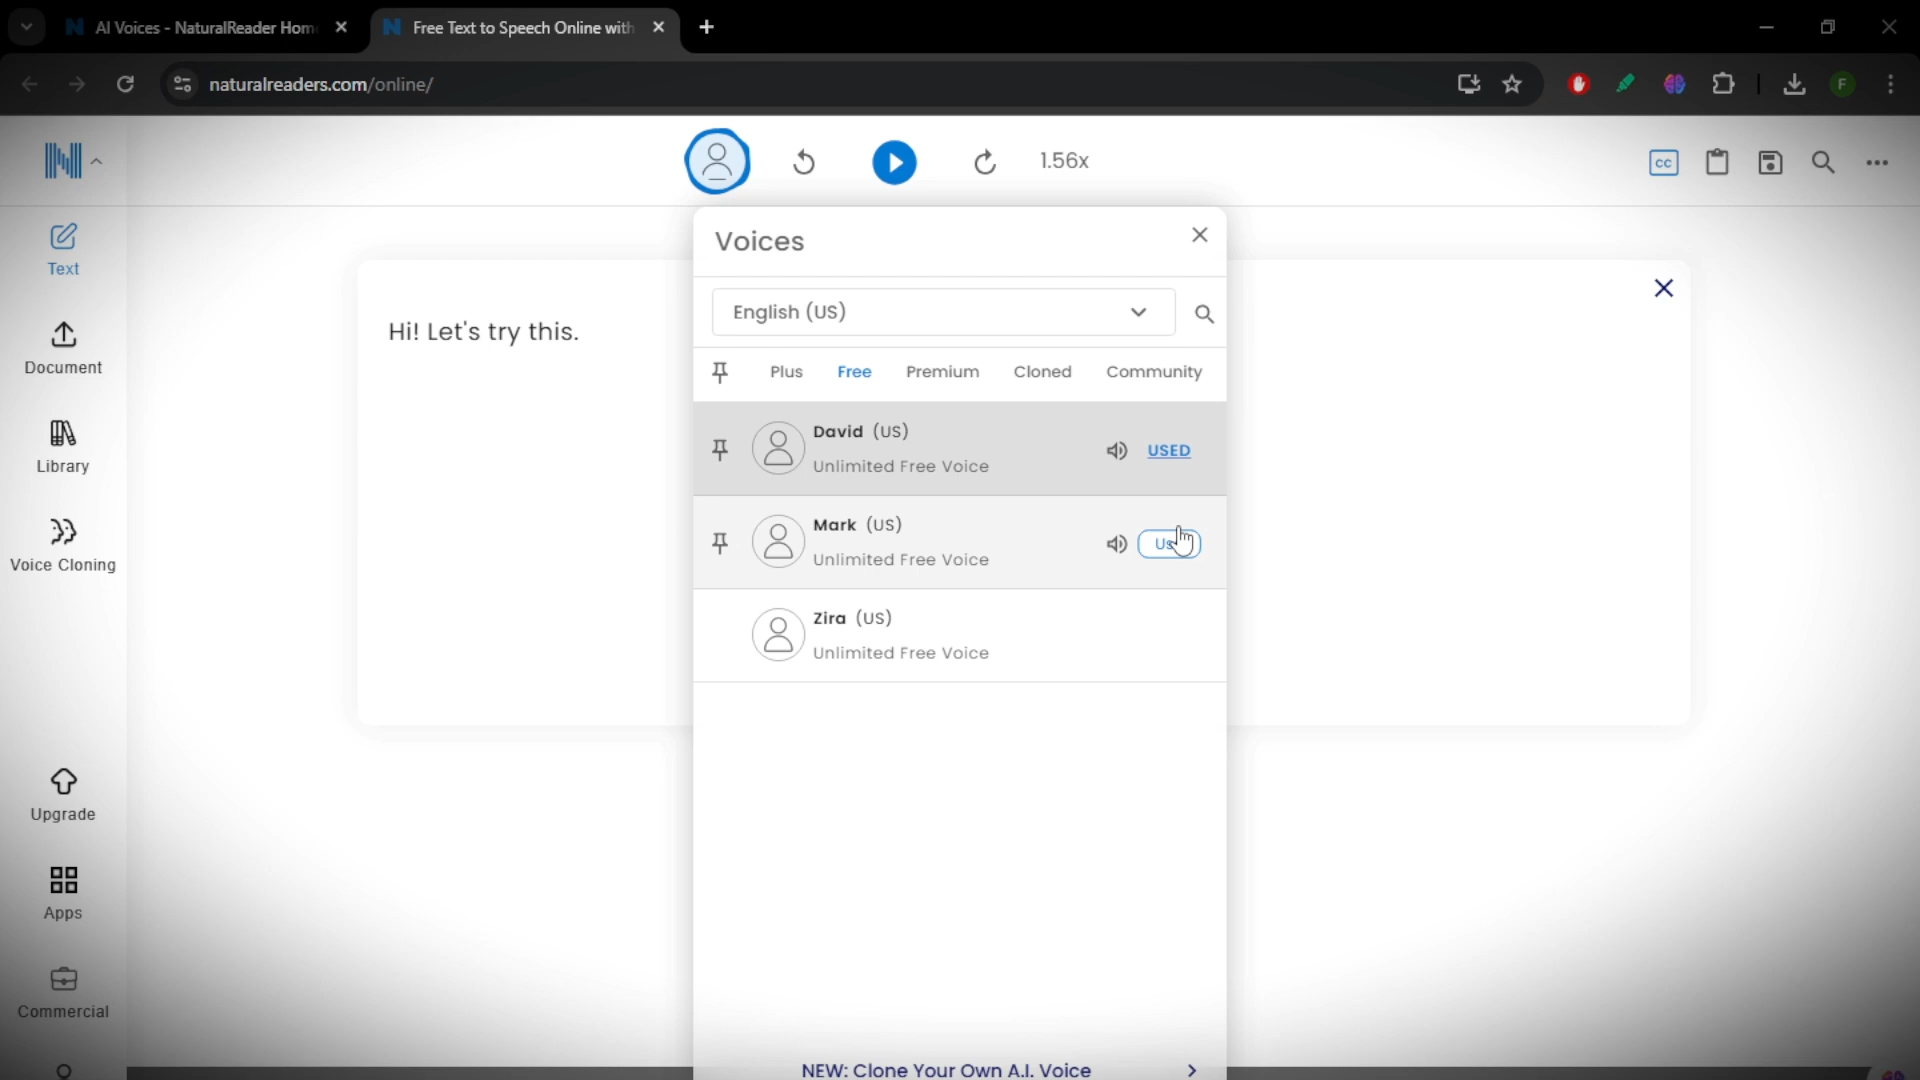 AI Voices - NaturalReader Hom
Free Text to Speech Online with
naturalreaders.com/online/
F
1.56x
CC
Text
Document
Library
Voice Cloning
Upgrade
Apps
Commercial
Hi! Let's try this.
Voices
English (US)
Plus Free Premium Cloned Community
David (US)
Unlimited Free Voice
USED
Mark (US)
Unlimited Free Voice
Zira (US)
Unlimited Free Voice
NEW: Clone Your Own A.I. Voice